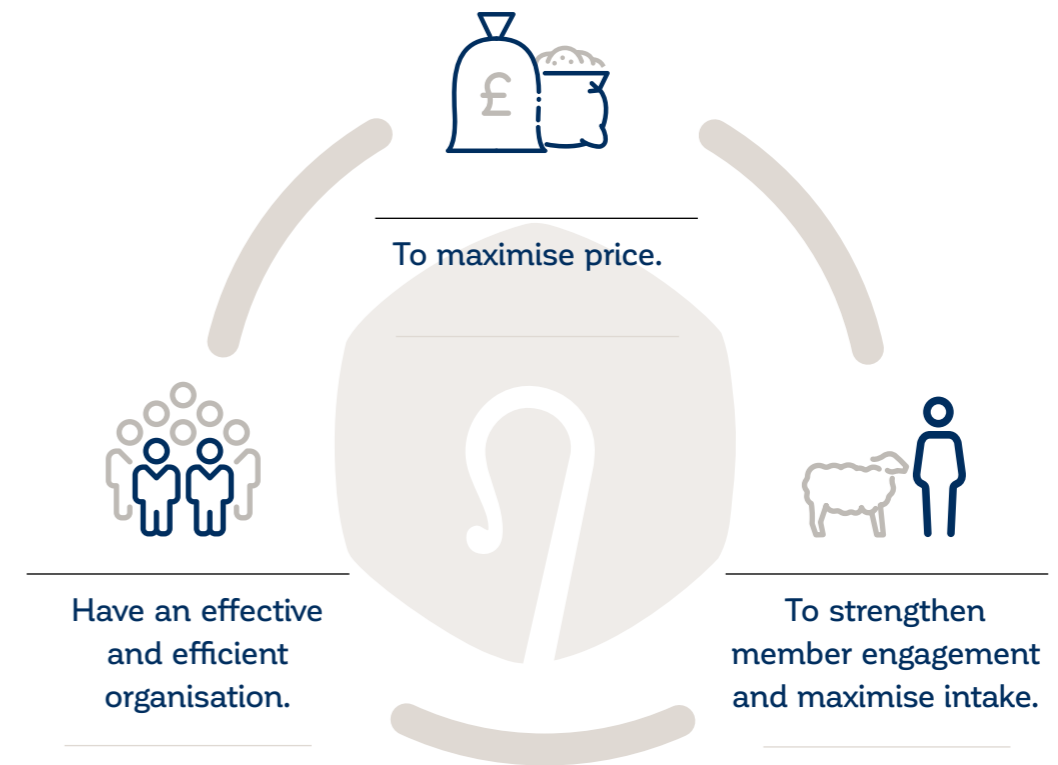 £
To maximise price.
Have an effective
and efficient
organisation.
To strengthen
member engagement
and maximise intake.